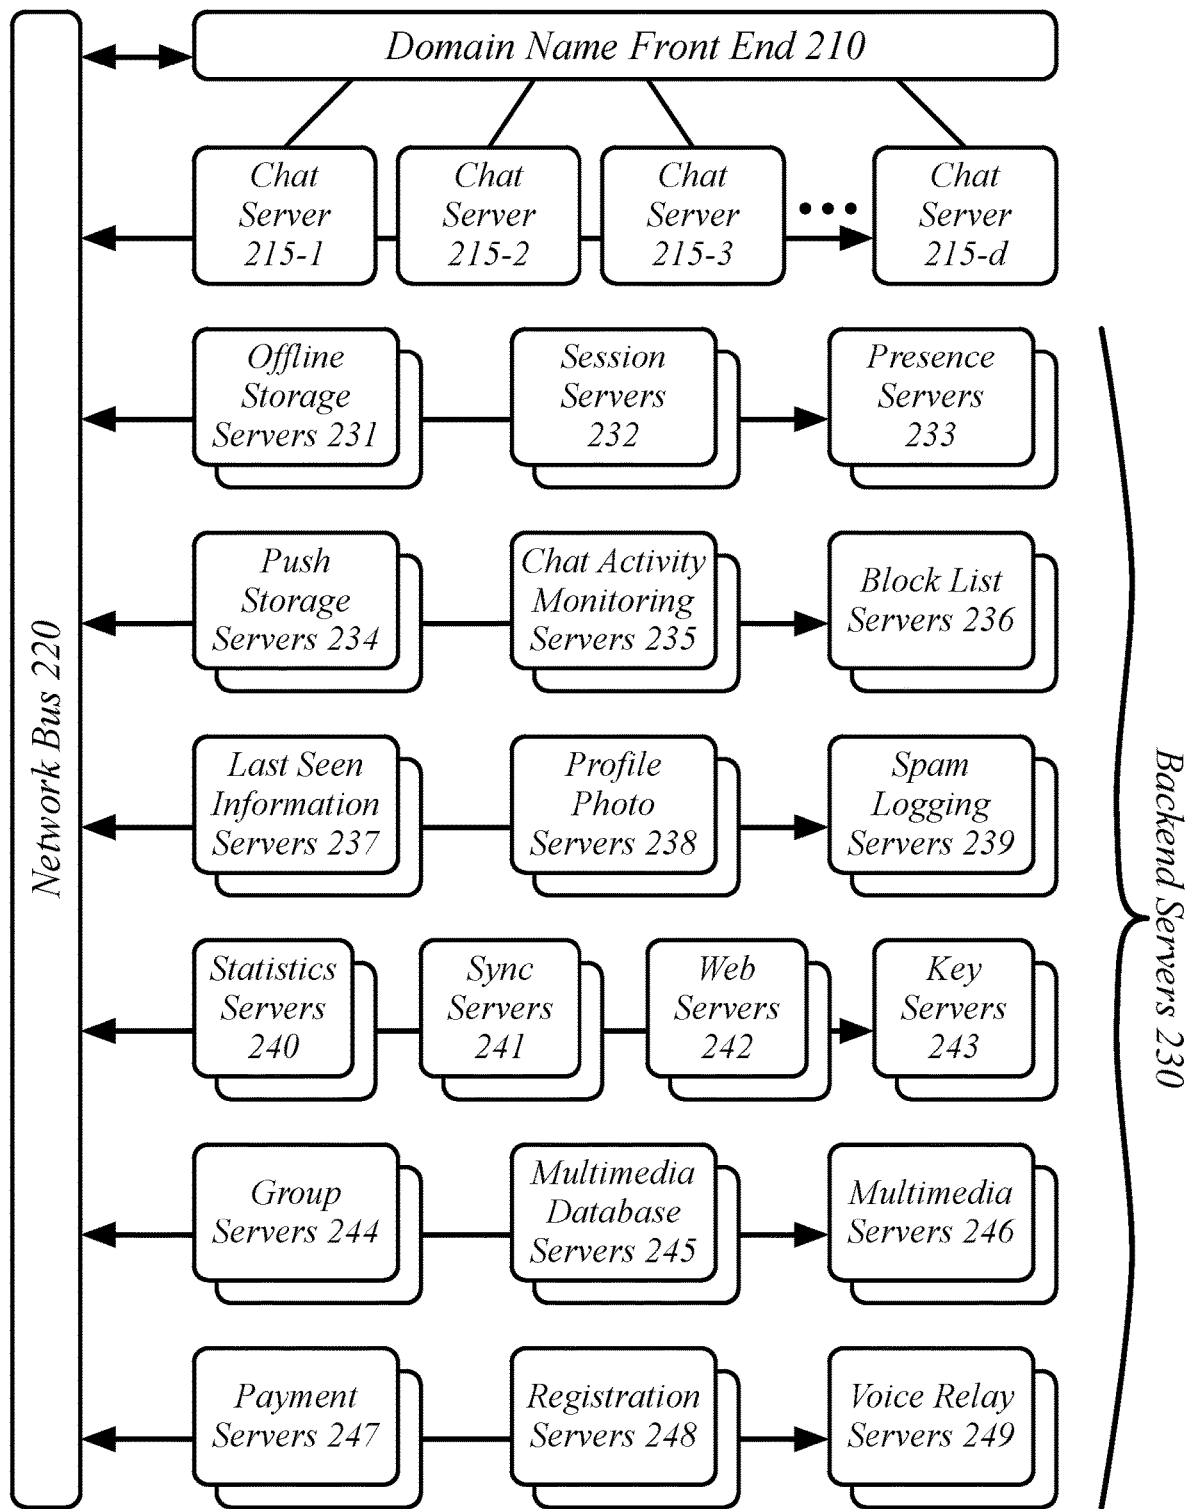 Domain Name Front End 210
Chat
Server
215-1
Chat
Server
215-2
Chat
Server
215-3
•••
Chat
Server
215-d
Offline
Storage
Servers 231
Session
Servers
232
Presence
Servers
233
Push
Storage
Servers 234
Chat Activity
Monitoring
Servers 235
Block List
Servers 236
Last Seen
Information
Servers 237
Profile
Photo
Servers 238
Spam
Logging
Servers 239
Statistics
Servers
240
Sync
Servers
241
Web
Servers
242
Key
Servers
243
Group
Servers 244
Multimedia
Database
Servers 245
Multimedia
Servers 246
Payment
Servers 247
Registration
Servers 248
Voice Relay
Servers 249
Network Bus 220
Backend Servers 230